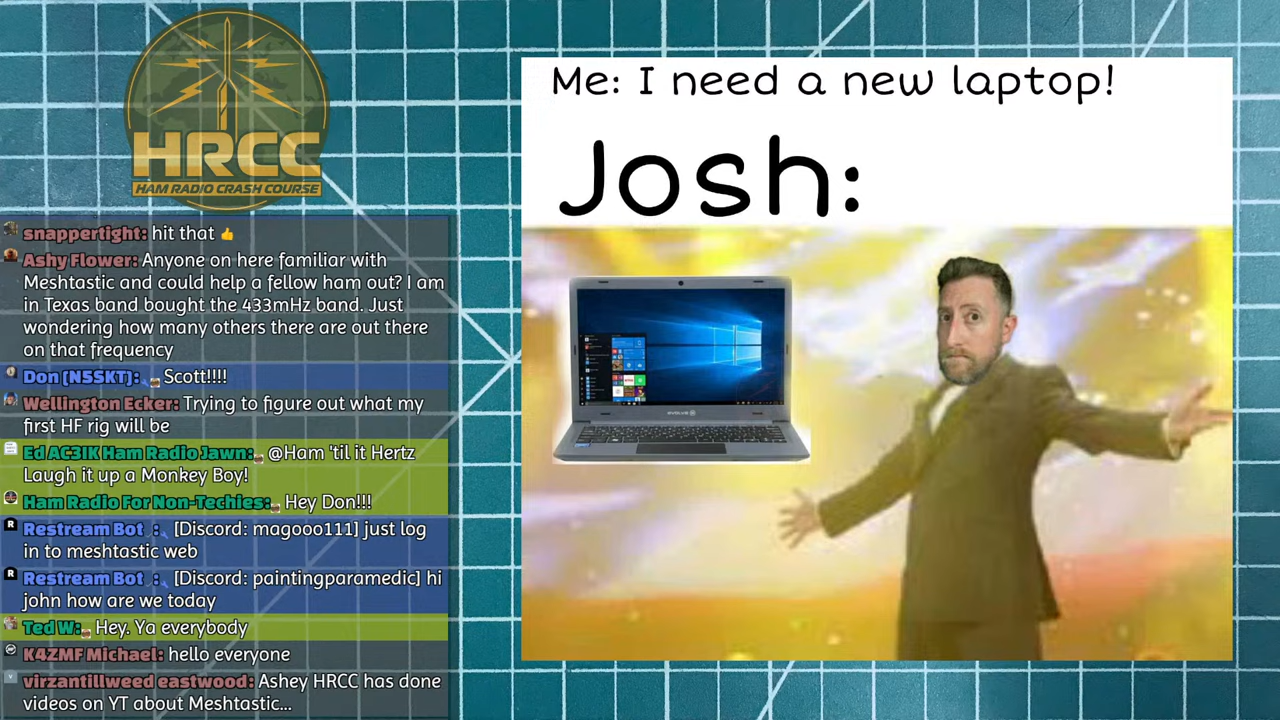 HRCC
HAM RADIO CRASH COURSE
snappertight: hit that 👍
Ashy Flower: Anyone on here familiar with
Meshtastic and could help a fellow ham out? I am
in Texas band bought the 433mHz band. Just
wondering how many others there are out there
on that frequency
Don (N5SKT): Scott!!!!
Wellington Ecker: Trying to figure out what my
first HF rig will be
Ed AC3IK Ham Radio Jawn: @Ham 'til it Hertz
Laugh it up a Monkey Boy!
Ham Radio For Non-Techies: Hey Don!!!
Restream Bot : [Discord: magooo111] just log
in to meshtastic web
Restream Bot : [Discord: paintingparamedic] hi
john how are we today
Ted W: Hey. Ya everybody
K4ZMF Michael: hello everyone
virzantillweed eastwood: Ashey HRCC has done
videos on YT about Meshtastic...
Me: I need a new laptop!
Josh: